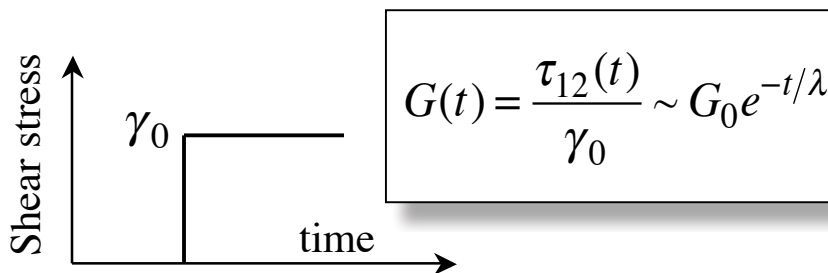 Shear stress
γ₀
time
G(t) = τ₁₂(t) / γ₀ ~ G₀e^{-t/λ}